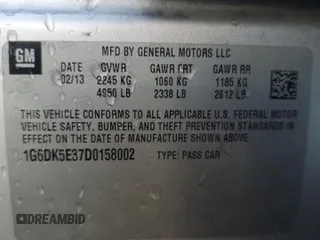 GM
MFD BY GENERAL MOTORS LLC
DATE GVWR GAWR FRT GAWR RR
02/13 2245 KG 1060 KG 1185 KG
4950 LB 2338 LB 2612 LB
THIS VEHICLE CONFORMS TO ALL APPLICABLE U.S. FEDERAL MOTOR
VEHICLE SAFETY, BUMPER, AND THEFT PREVENTION STANDARDS IN
EFFECT ON THE DATE OF MANUFACTURE SHOWN ABOVE.
1G6DK5E37D0158002 TYPE: PASS CAR
DREAMBID